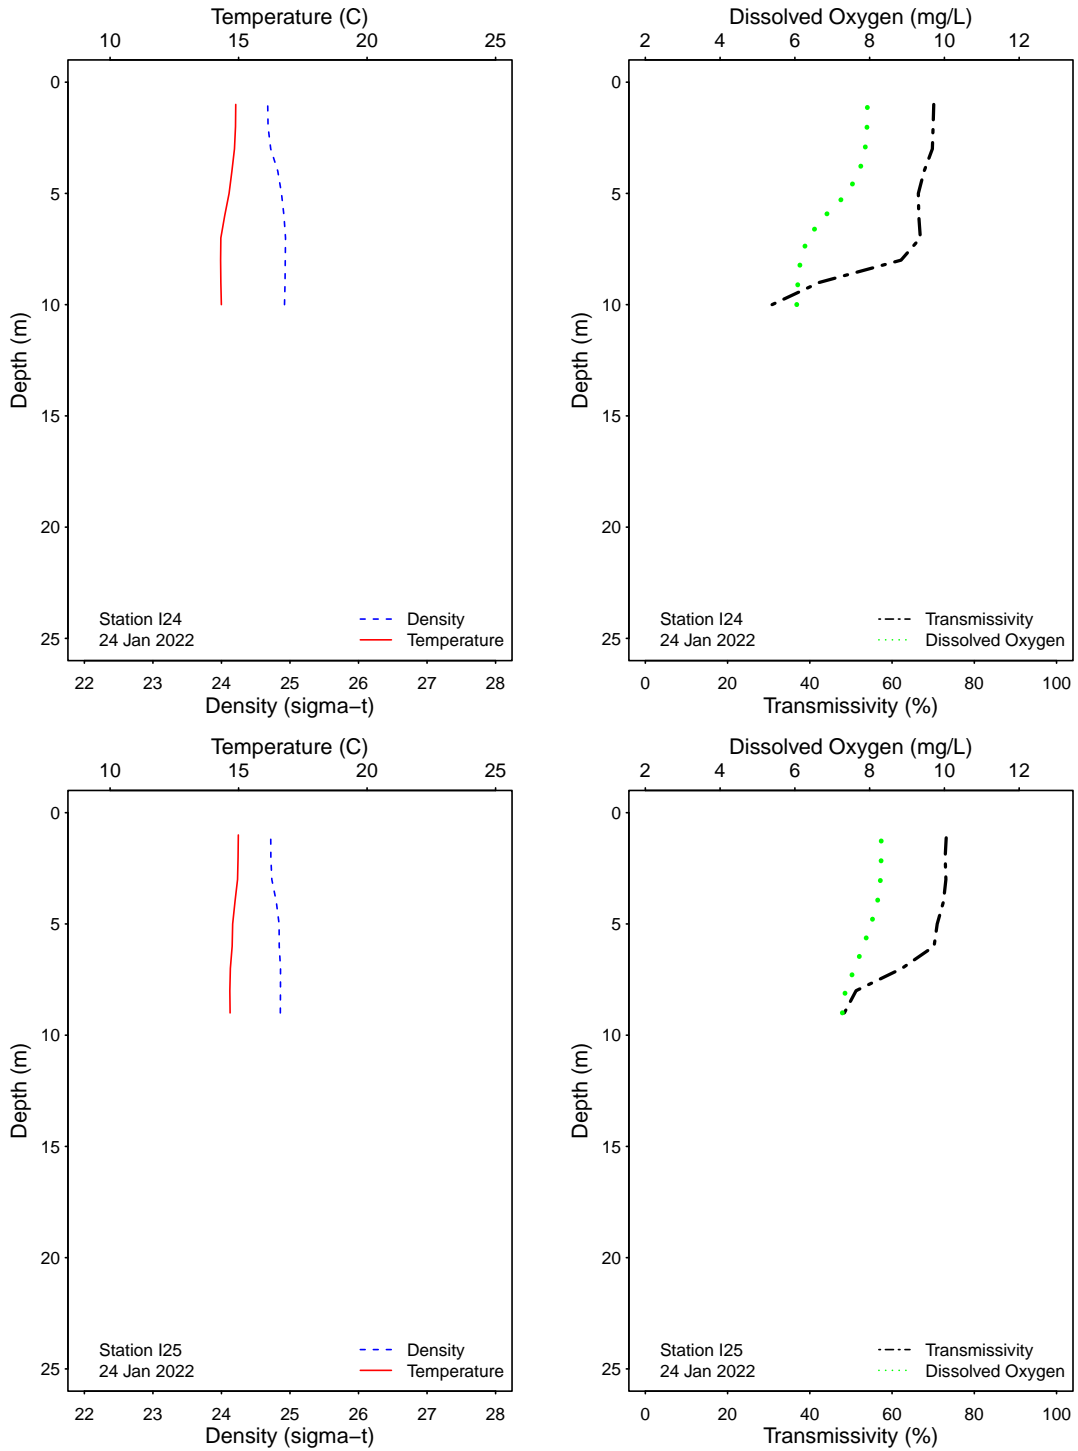 Temperature (C)
10 15 20 25
0
5
10
15
20
25
Depth (m)
Station I24
24 Jan 2022
Density
Temperature
22 23 24 25 26 27 28
Density (sigma−t)
Dissolved Oxygen (mg/L)
2 4 6 8 10 12
0
5
10
15
20
25
Depth (m)
Station I24
24 Jan 2022
Transmissivity
Dissolved Oxygen
0 20 40 60 80 100
Transmissivity (%)
Temperature (C)
10 15 20 25
0
5
10
15
20
25
Depth (m)
Station I25
24 Jan 2022
Density
Temperature
22 23 24 25 26 27 28
Density (sigma−t)
Dissolved Oxygen (mg/L)
2 4 6 8 10 12
0
5
10
15
20
25
Depth (m)
Station I25
24 Jan 2022
Transmissivity
Dissolved Oxygen
0 20 40 60 80 100
Transmissivity (%)